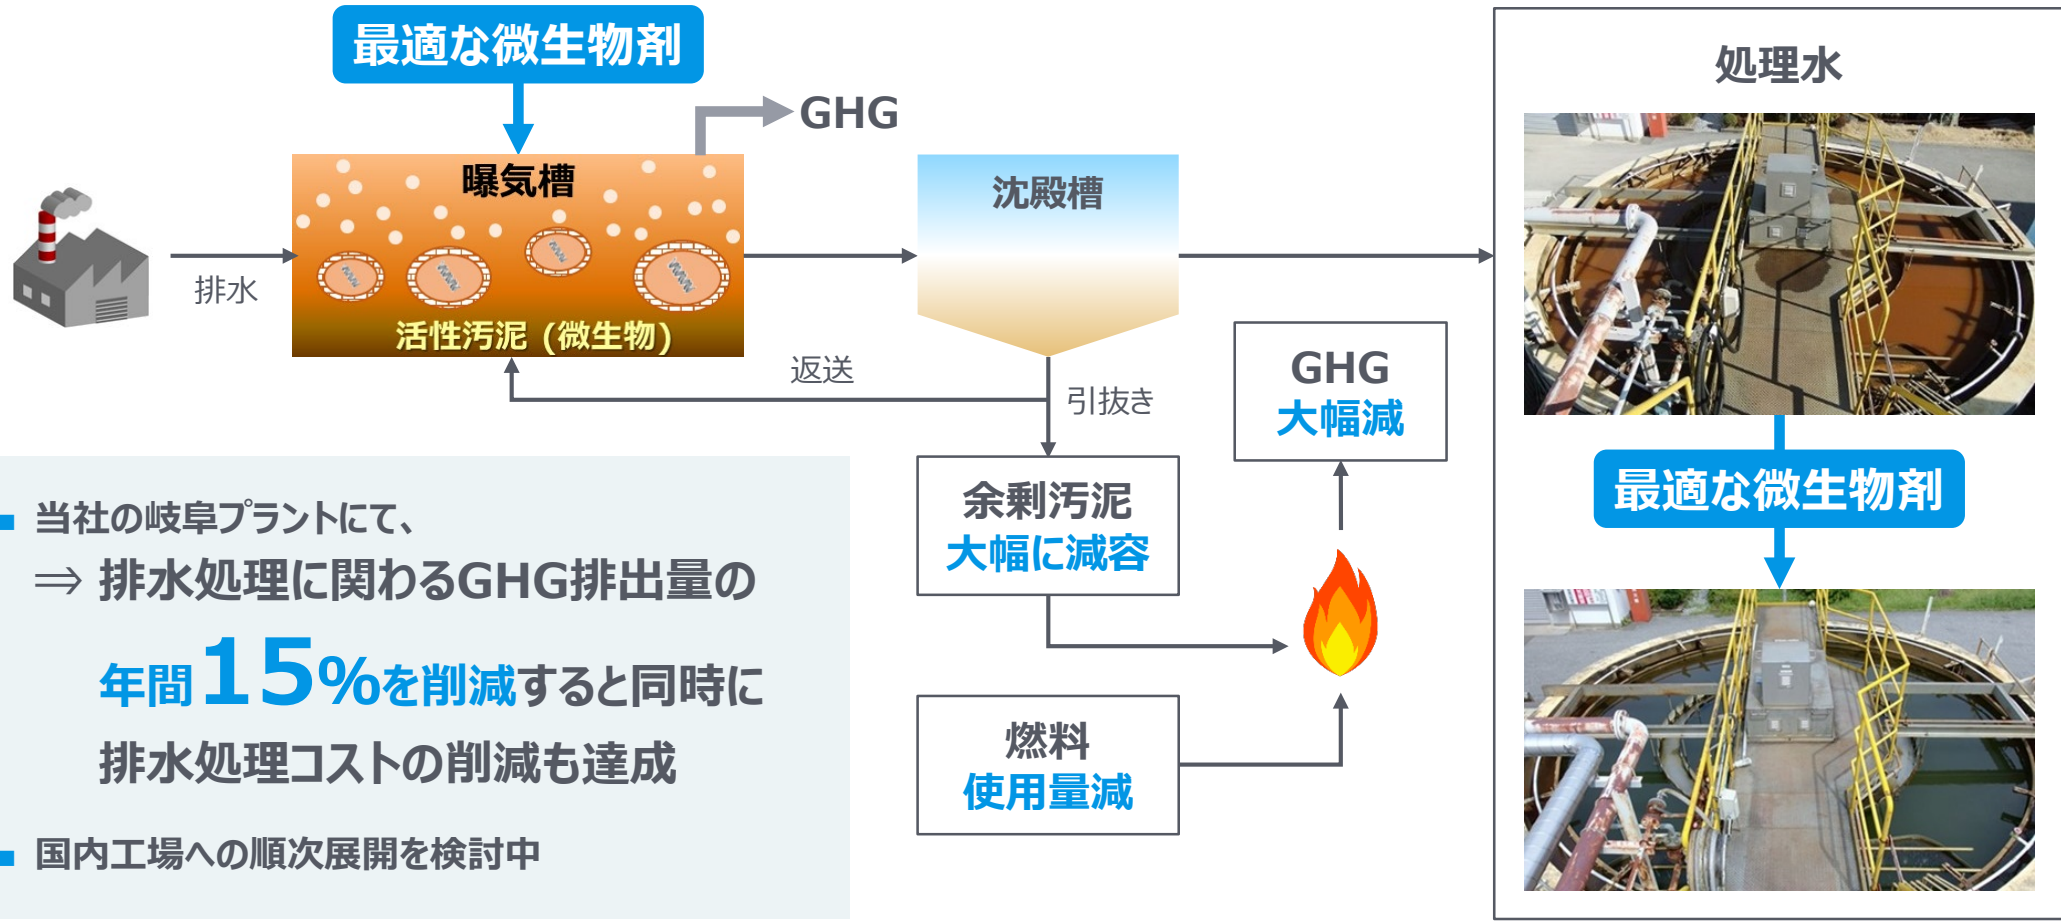 最適な微生物剤
GHG
曝気槽
活性汚泥 (微生物)
排水
沈殿槽
返送
引抜き
余剰汚泥
大幅に減容
燃料
使用量減
GHG
大幅減
処理水
最適な微生物剤
当社の岐阜プラントにて、
⇒ 排水処理に関わるGHG排出量の
年間15%を削減すると同時に
排水処理コストの削減も達成
国内工場への順次展開を検討中